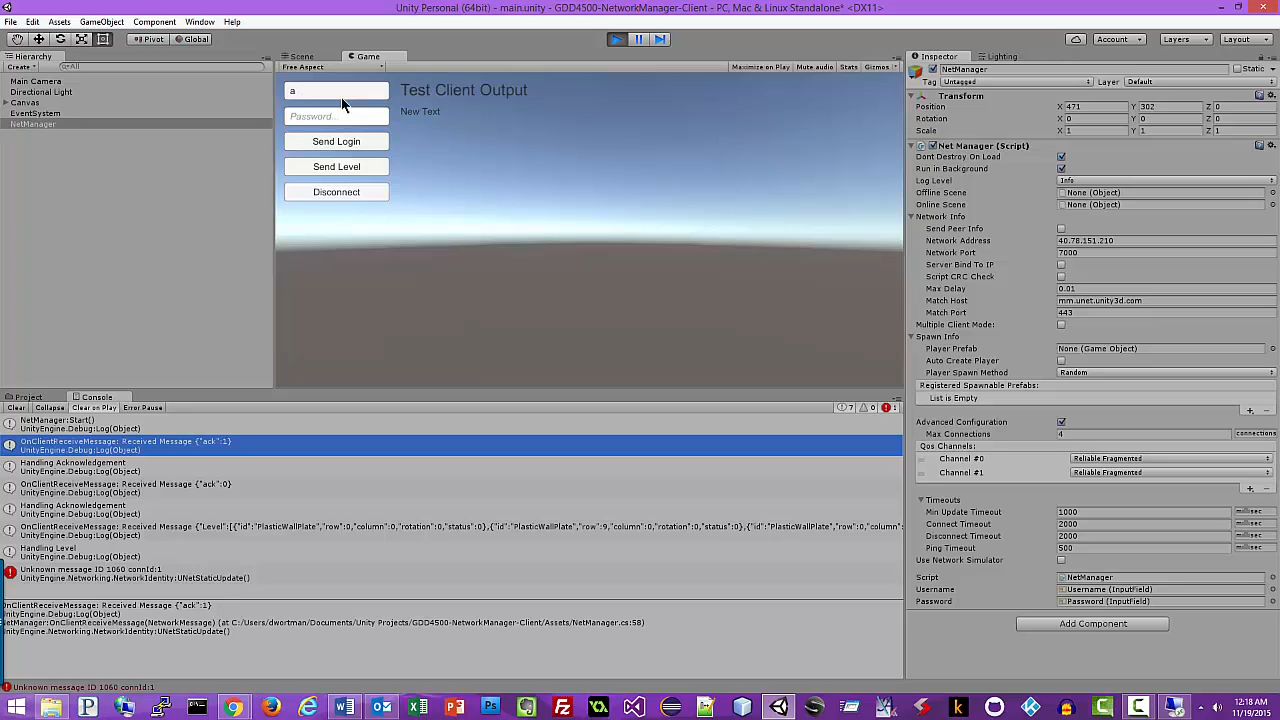 Unity Personal (64bit) - main.unity - GDD4500-NetworkManager-Client - PC, Mac & Linux Standalone* <DX11>
File Edit Assets GameObject Component Window Help
Pivot Global Account Layers Layout
Hierarchy
Create All
Main Camera
Directional Light
Canvas
EventSystem
NetManager
Scene Game
Free Aspect Maximize on Play Mute audio Stats Gizmos
a
Password...
Send Login
Send Level
Disconnect
Test Client Output
New Text
Project Console
Clear Collapse Clear on Play Error Pause 7 0 1
NetManager:Start()
UnityEngine.Debug:Log(Object)
OnClientReceiveMessage: Received Message {"ack":1}
UnityEngine.Debug:Log(Object)
Handling Acknowledgement
UnityEngine.Debug:Log(Object)
OnClientReceiveMessage: Received Message {"ack":0}
UnityEngine.Debug:Log(Object)
Handling Acknowledgement
UnityEngine.Debug:Log(Object)
OnClientReceiveMessage: Received Message {"Level":[{"id":"PlasticWallPlate","row":0,"column":0,"rotation":0,"status":0},{"id":"PlasticWallPlate","row":9,"column":0,"rotation":0,"status":0},{"id":"PlasticWallPlate","row":0,"column":
UnityEngine.Debug:Log(Object)
Handling Level
UnityEngine.Debug:Log(Object)
Unknown message ID 1060 connId:1
UnityEngine.Networking.NetworkIdentity:UNetStaticUpdate()
OnClientReceiveMessage: Received Message {"ack":1}
UnityEngine.Debug:Log(Object)
NetManager:OnClientReceiveMessage(NetworkMessage) (at C:/Users/dwortman/Documents/Unity Projects/GDD4500-NetworkManager-Client/Assets/NetManager.cs:58)
UnityEngine.Networking.NetworkIdentity:UNetStaticUpdate()
Unknown message ID 1060 connId:1
Inspector Lighting
NetManager Static
Tag Untagged Layer Default
Transform
Position X 471 Y 302 Z 0
Rotation X 0 Y 0 Z 0
Scale X 1 Y 1 Z 1
Net Manager (Script)
Dont Destroy On Load
Run in Background
Log Level Info
Offline Scene None (Object)
Online Scene None (Object)
Network Info
Send Peer Info
Network Address 40.78.151.210
Network Port 7000
Server Bind To IP
Script CRC Check
Max Delay 0.01
Match Host mm.unet.unity3d.com
Match Port 443
Multiple Client Mode:
Spawn Info
Player Prefab None (Game Object)
Auto Create Player
Player Spawn Method Random
Registered Spawnable Prefabs:
List is Empty
Advanced Configuration
Max Connections 4 connections
Qos Channels:
Channel #0 Reliable Fragmented
Channel #1 Reliable Fragmented
Timeouts
Min Update Timeout 1000 millisec
Connect Timeout 2000 millisec
Disconnect Timeout 2000 millisec
Ping Timeout 500 millisec
Use Network Simulator
Script NetManager
Username Username (InputField)
Password Password (InputField)
Add Component
12:18 AM
11/19/2015